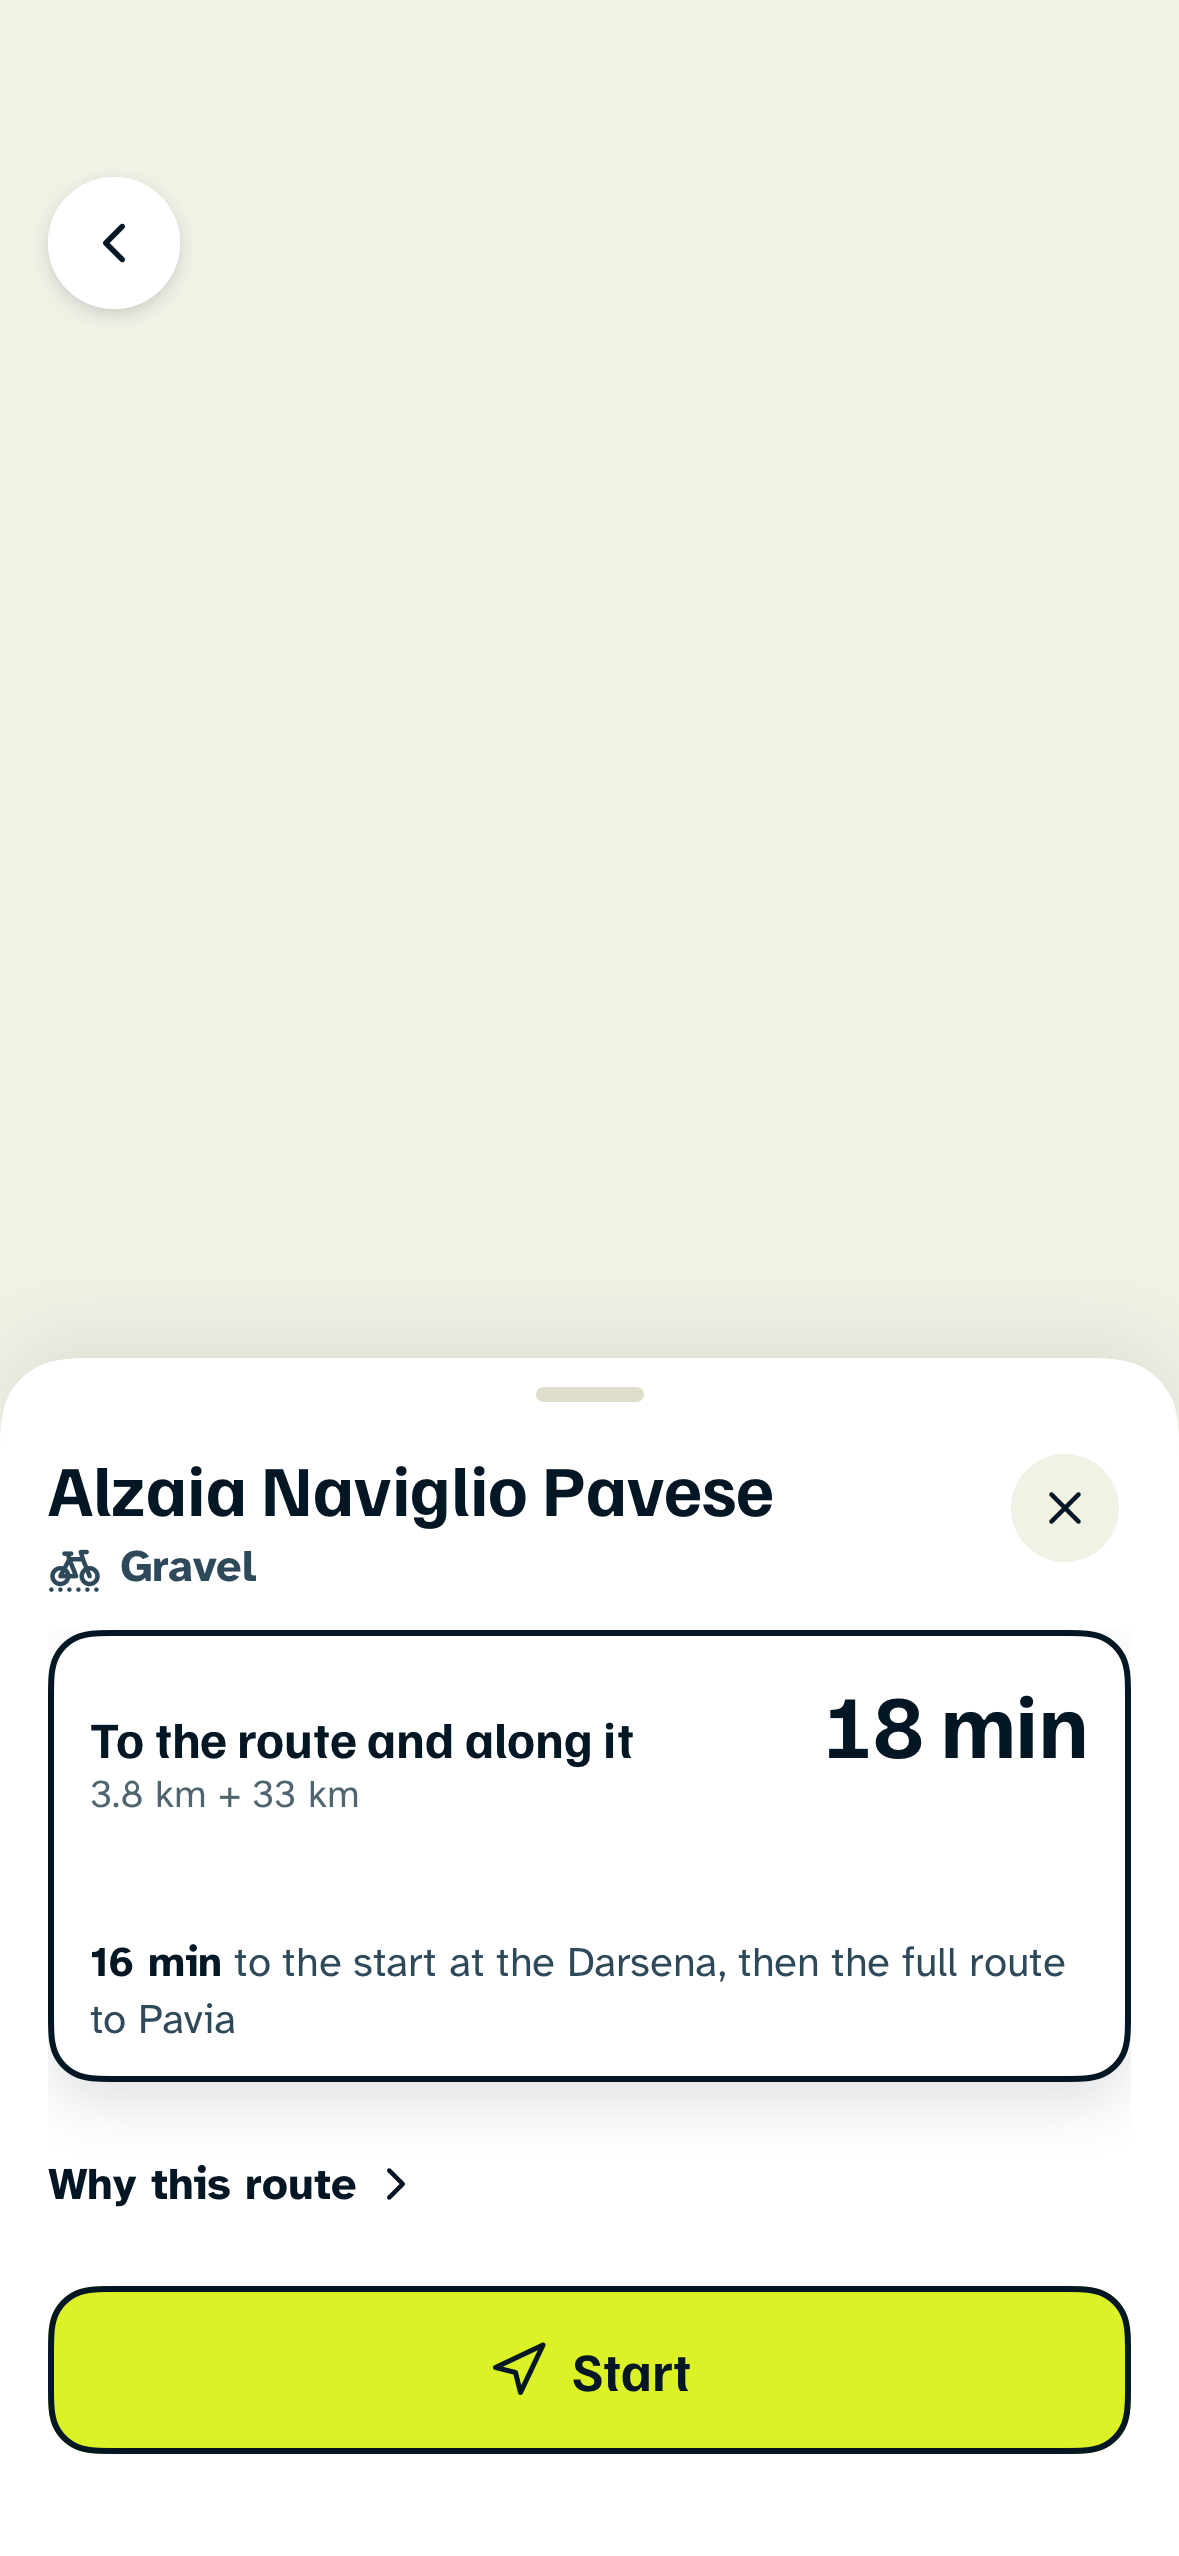 Alzaia Naviglio Pavese
Gravel
To the route and along it
18 min
3.8 km + 33 km
16 min to the start at the Darsena, then the full route
to Pavia
Why this route
Start